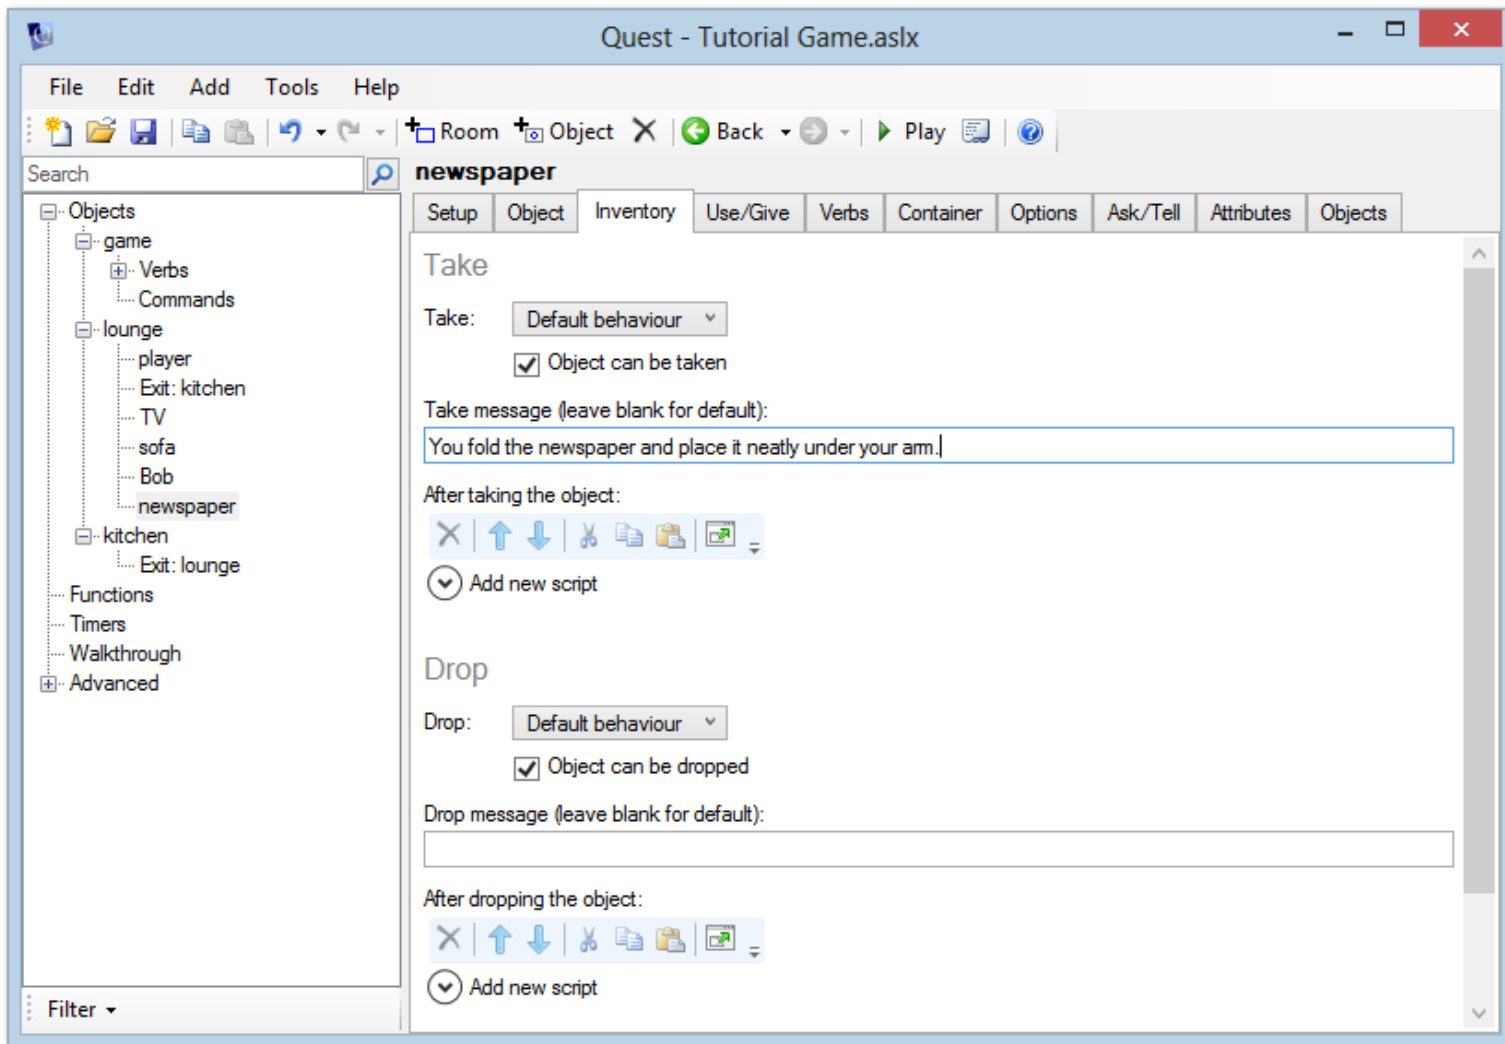 Quest - Tutorial Game.aslx
File Edit Add Tools Help
Room Object Back Play
Search
newspaper
Setup Object Inventory Use/Give Verbs Container Options Ask/Tell Attributes Objects
Objects
game
Verbs
Commands
lounge
player
Exit: kitchen
TV
sofa
Bob
newspaper
kitchen
Exit: lounge
Functions
Timers
Walkthrough
Advanced
Filter
Take
Take: Default behaviour
Object can be taken
Take message (leave blank for default):
You fold the newspaper and place it neatly under your arm.
After taking the object:
Add new script
Drop
Drop: Default behaviour
Object can be dropped
Drop message (leave blank for default):
After dropping the object:
Add new script